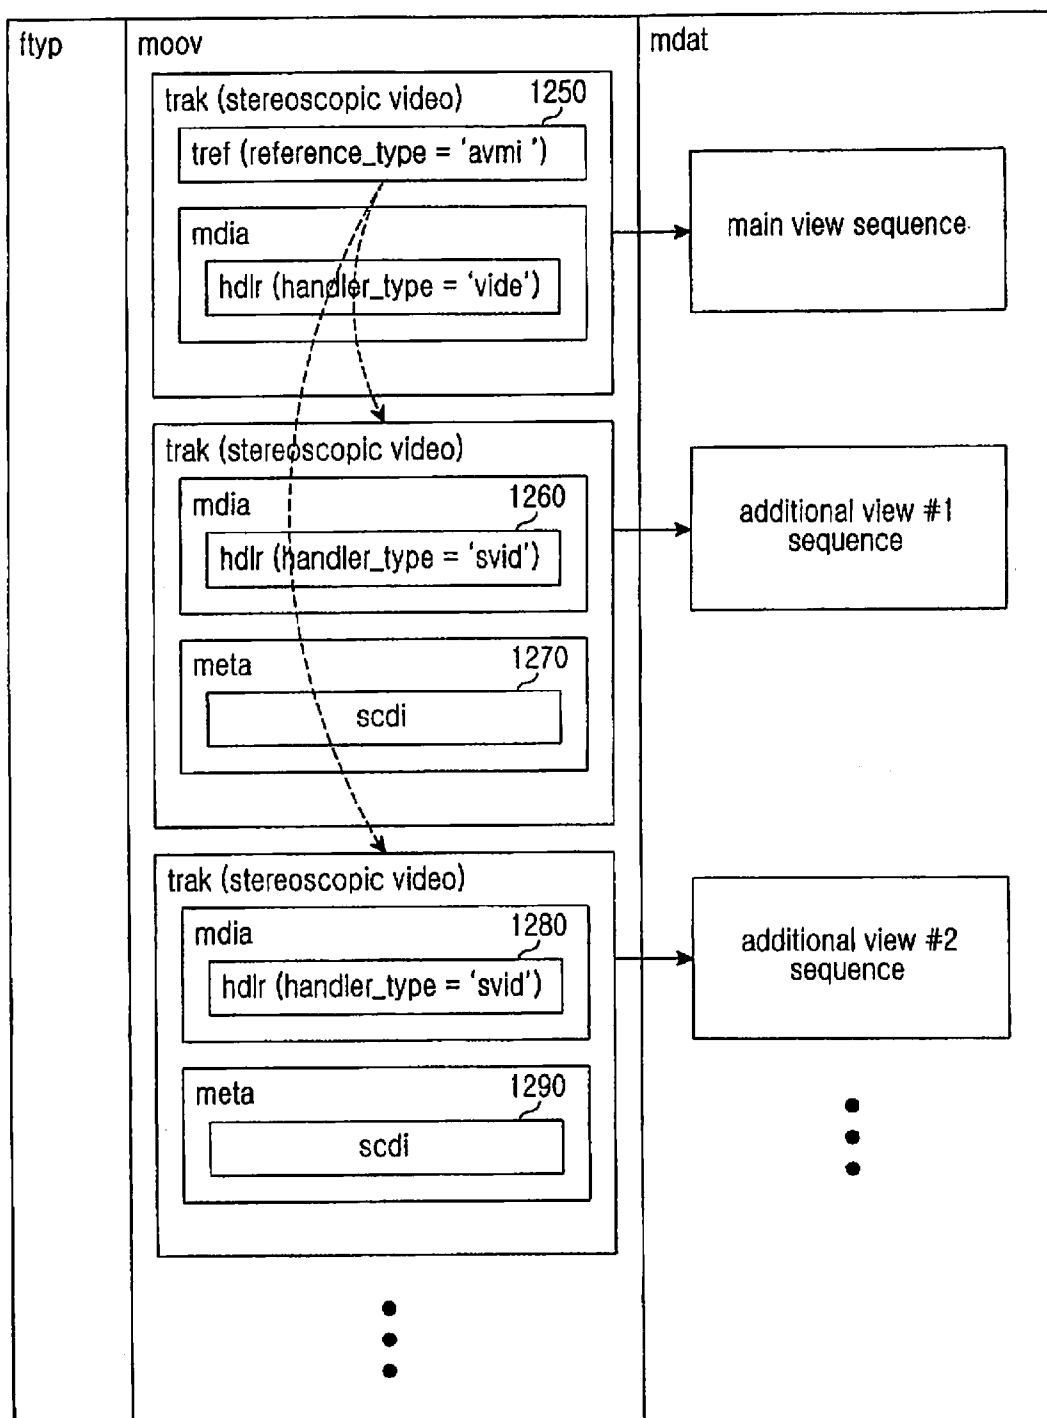 ftyp
moov
mdat
trak (stereoscopic video)
1250
tref (reference_type = 'avmi ')
mdia
hdlr (handler_type = 'vide')
main view sequence
trak (stereoscopic video)
mdia
1260
hdlr (handler_type = 'svid')
additional view #1
sequence
meta
1270
scdi
trak (stereoscopic video)
mdia
1280
hdlr (handler_type = 'svid')
additional view #2
sequence
meta
1290
scdi